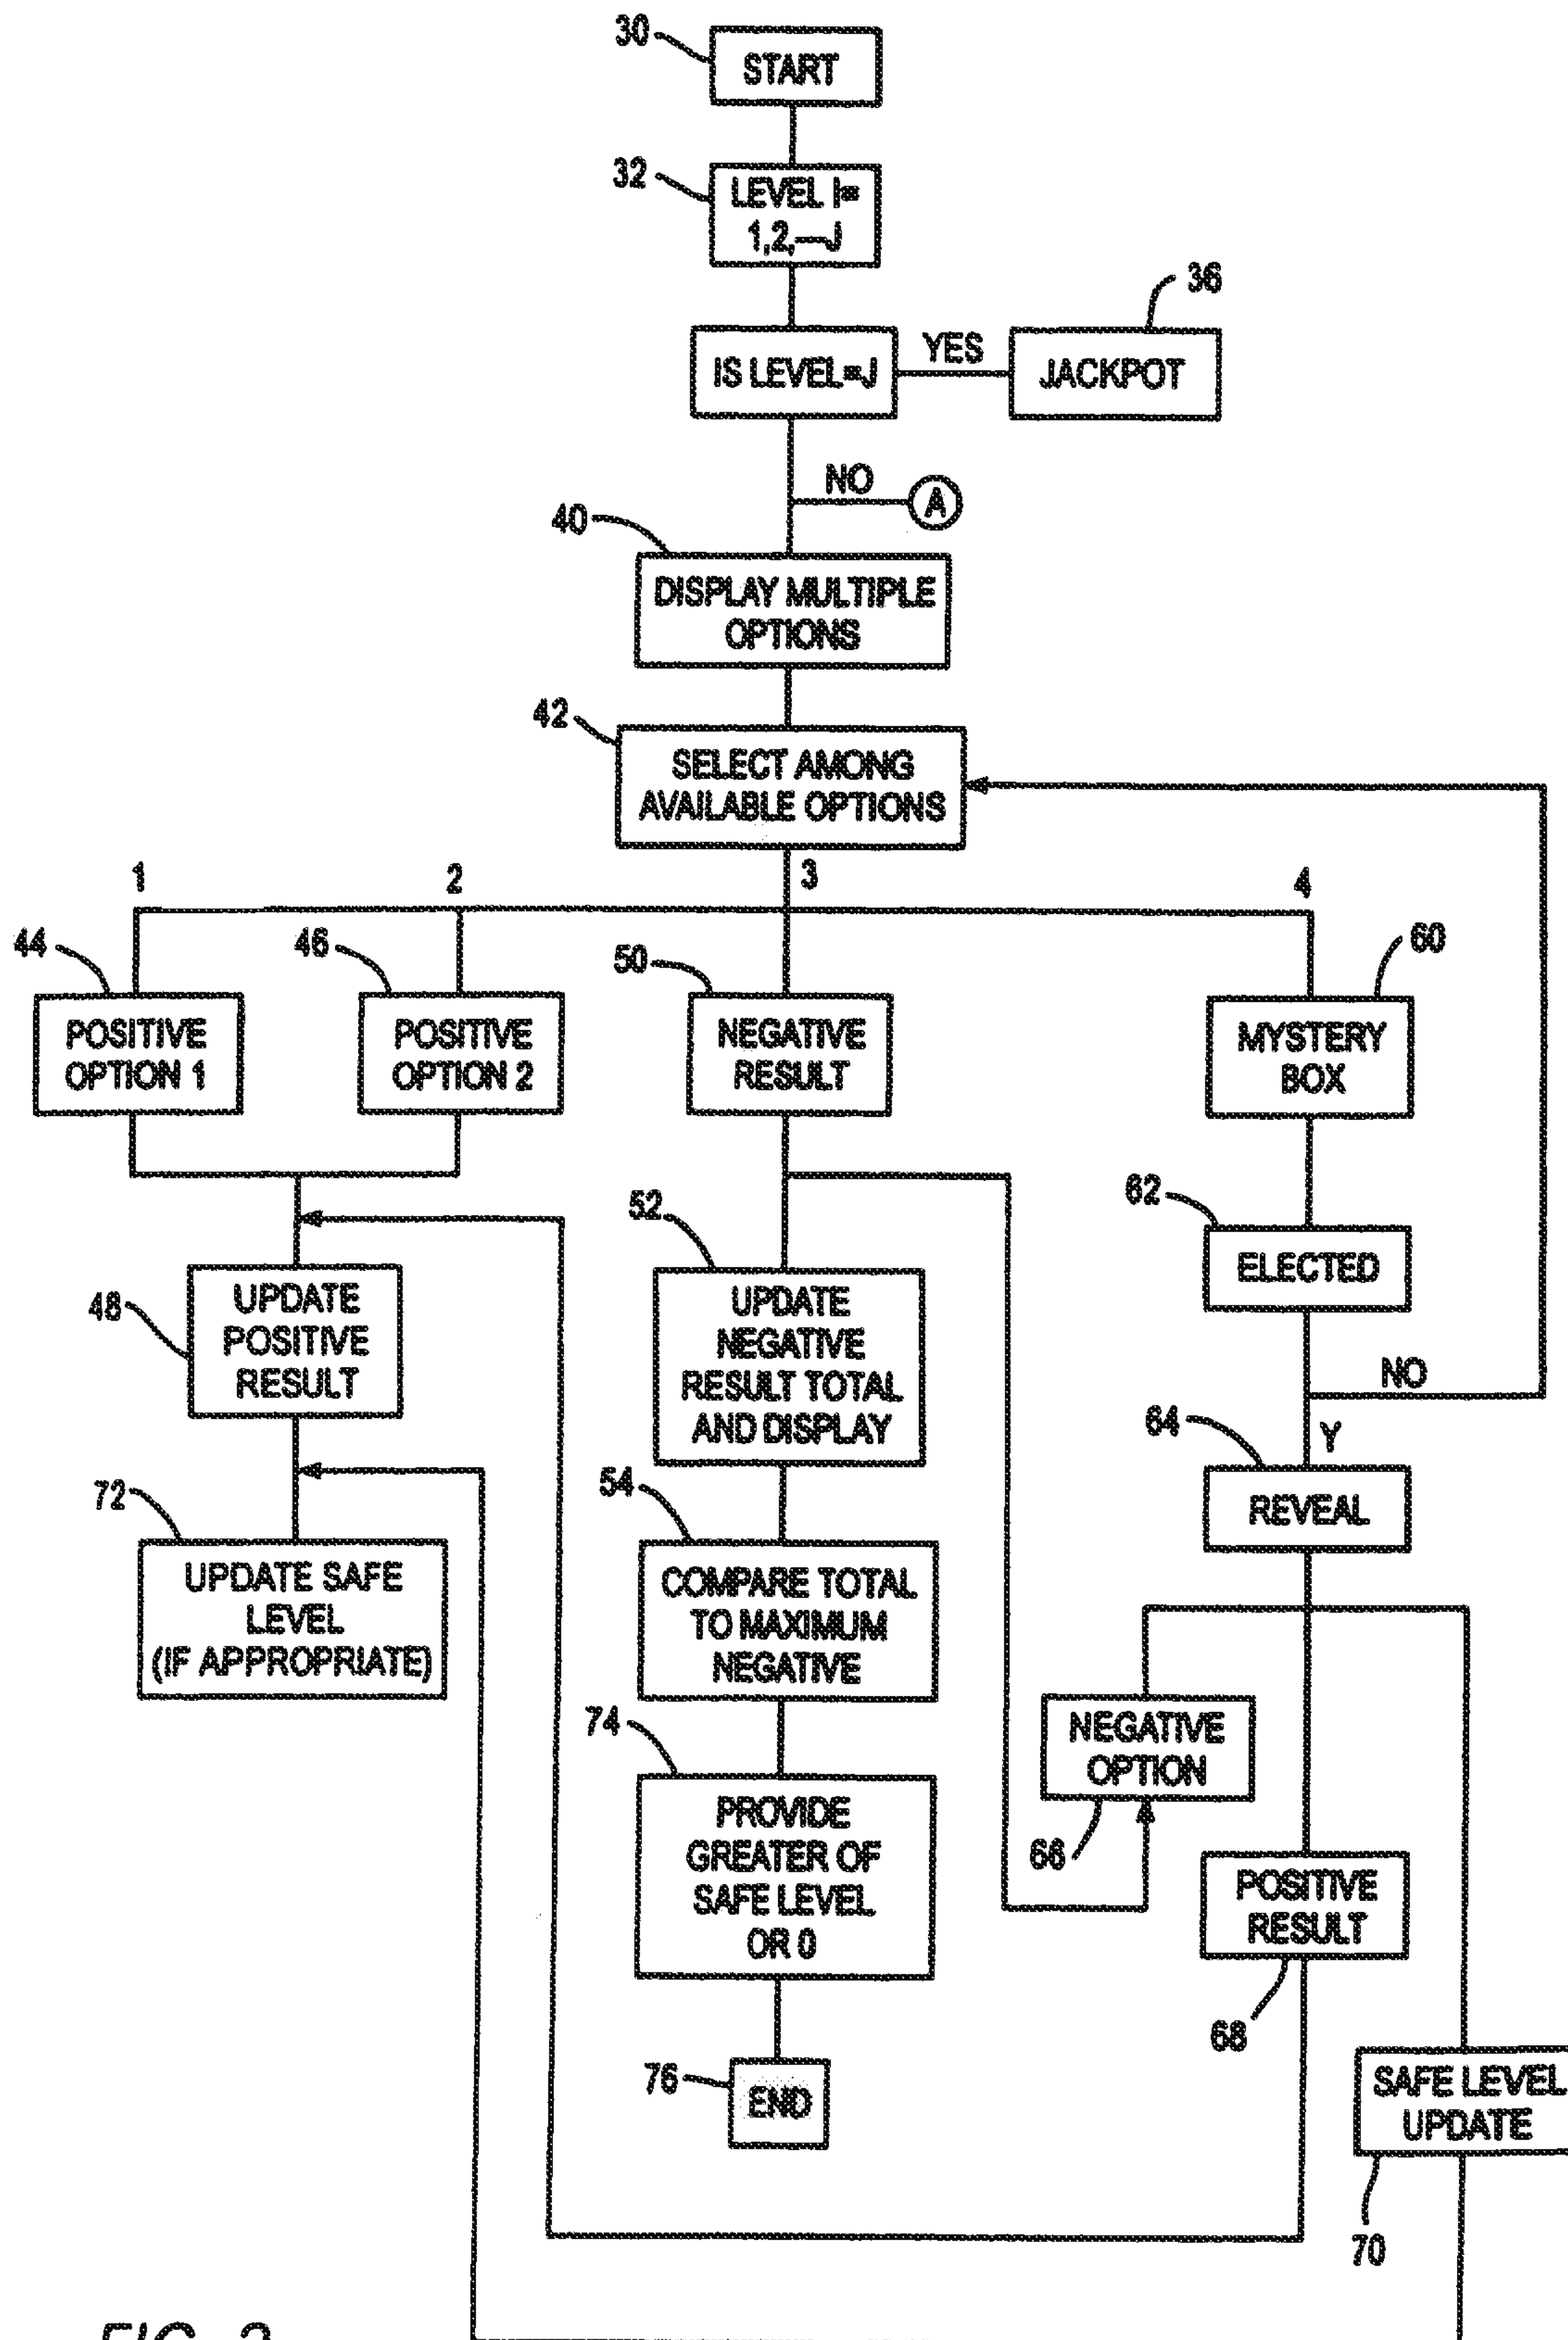 30
START
32
LEVEL I=
1,2,—J
36
IS LEVEL=J
YES
JACKPOT
NO
A
40
DISPLAY MULTIPLE
OPTIONS
42
SELECT AMONG
AVAILABLE OPTIONS
1
2
3
4
44
POSITIVE
OPTION 1
46
POSITIVE
OPTION 2
50
NEGATIVE
RESULT
60
MYSTERY
BOX
62
ELECTED
NO
48
UPDATE
POSITIVE
RESULT
52
UPDATE
NEGATIVE
RESULT TOTAL
AND DISPLAY
64
Y
REVEAL
72
UPDATE SAFE
LEVEL
(IF APPROPRIATE)
54
COMPARE TOTAL
TO MAXIMUM
NEGATIVE
74
PROVIDE
GREATER OF
SAFE LEVEL
OR 0
NEGATIVE
OPTION
66
POSITIVE
RESULT
68
76
END
SAFE LEVEL
UPDATE
70